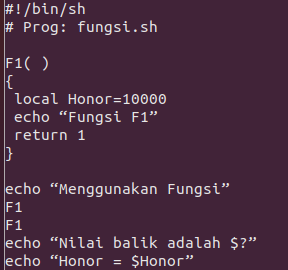 #!/bin/sh
# Prog: fungsi.sh

F1( )
{
 local Honor=10000
 echo “Fungsi F1”
 return 1
}

echo “Menggunakan Fungsi”
F1
F1
echo “Nilai balik adalah $?”
echo “Honor = $Honor”